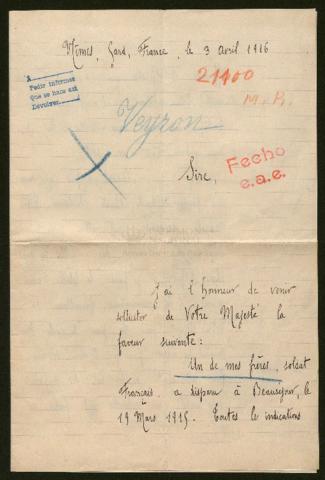 Nîmes, Gard, France, le 3 Avril 1916
A
Pedir informes
que se hace así
Devuelvase
21400
M. R.
Veyron
Fecho
e.a.e.
Sire,
J'ai l'honneur de venir
solliciter de Votre Majesté la
faveur suivante:
Un de mes frères, soldat
Français a disparu à Beauséjour, le
19 Mars 1915. Toutes les indications